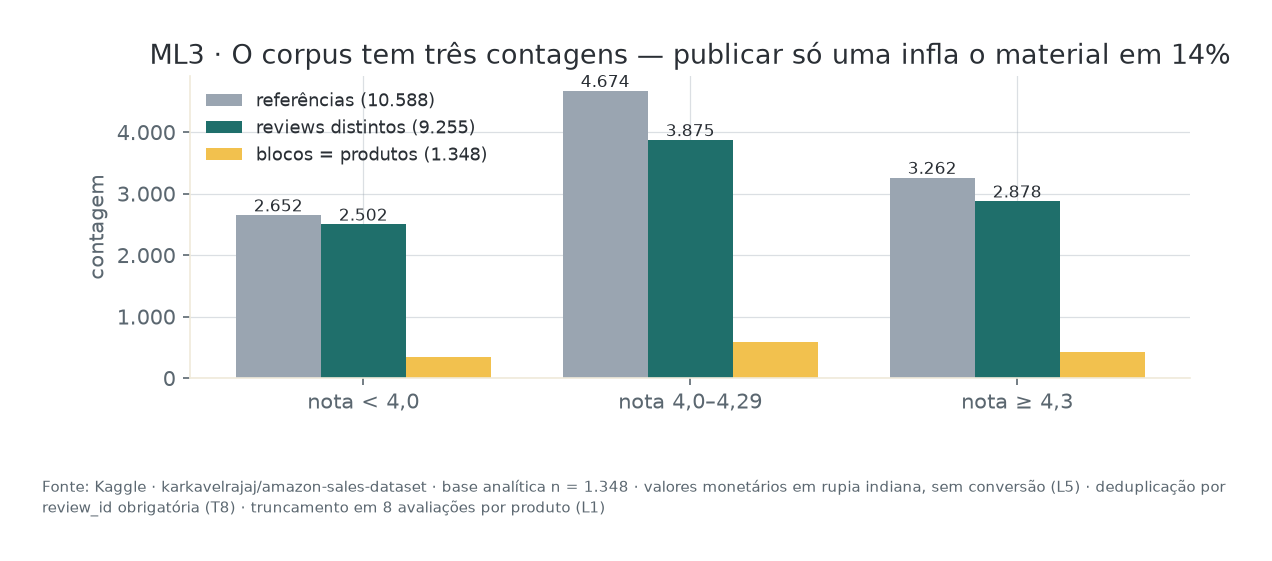 ML3 · O corpus tem três contagens — publicar só uma infla o material em 14%
referências (10.588)
reviews distintos (9.255)
blocos = produtos (1.348)
contagem
4.000
3.000
2.000
1.000
0
2.652
2.502
4.674
3.875
3.262
2.878
nota < 4,0
nota 4,0–4,29
nota ≥ 4,3
Fonte: Kaggle · karkavelrajaj/amazon-sales-dataset · base analítica n = 1.348 · valores monetários em rupia indiana, sem conversão (L5) · deduplicação por
review_id obrigatória (T8) · truncamento em 8 avaliações por produto (L1)